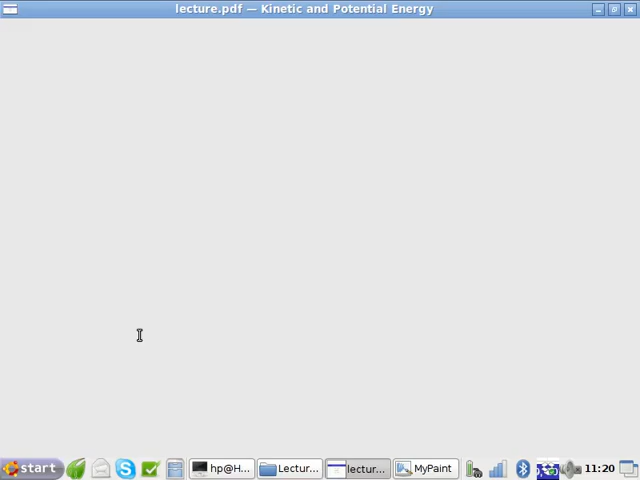 lecture.pdf — Kinetic and Potential Energy
start
hp@H...
Lectur...
lectur...
MyPaint
11:20